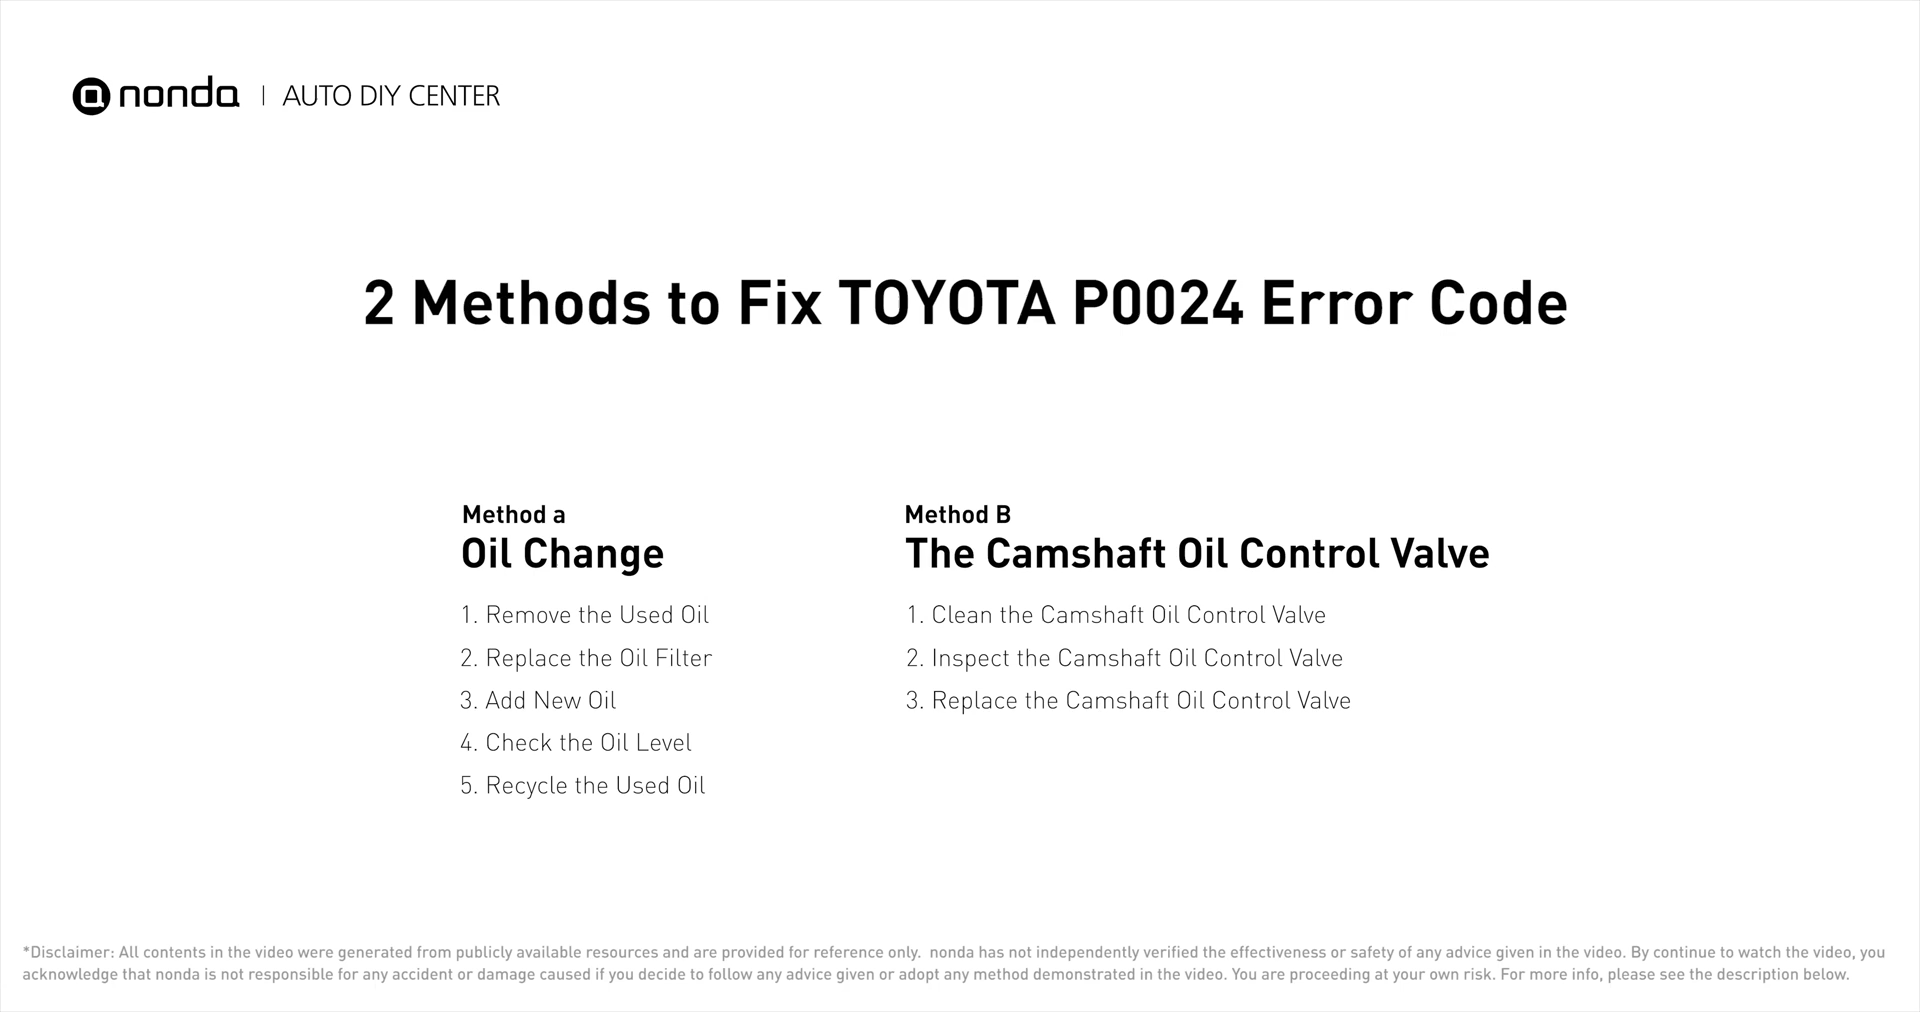 nonda | AUTO DIY CENTER
2 Methods to Fix TOYOTA P0024 Error Code
Method a
Oil Change
1. Remove the Used Oil
2. Replace the Oil Filter
3. Add New Oil
4. Check the Oil Level
5. Recycle the Used Oil
Method B
The Camshaft Oil Control Valve
1. Clean the Camshaft Oil Control Valve
2. Inspect the Camshaft Oil Control Valve
3. Replace the Camshaft Oil Control Valve
*Disclaimer: All contents in the video were generated from publicly available resources and are provided for reference only. nonda has not independently verified the effectiveness or safety of any advice given in the video. By continue to watch the video, you
acknowledge that nonda is not responsible for any accident or damage caused if you decide to follow any advice given or adopt any method demonstrated in the video. You are proceeding at your own risk. For more info, please see the description below.